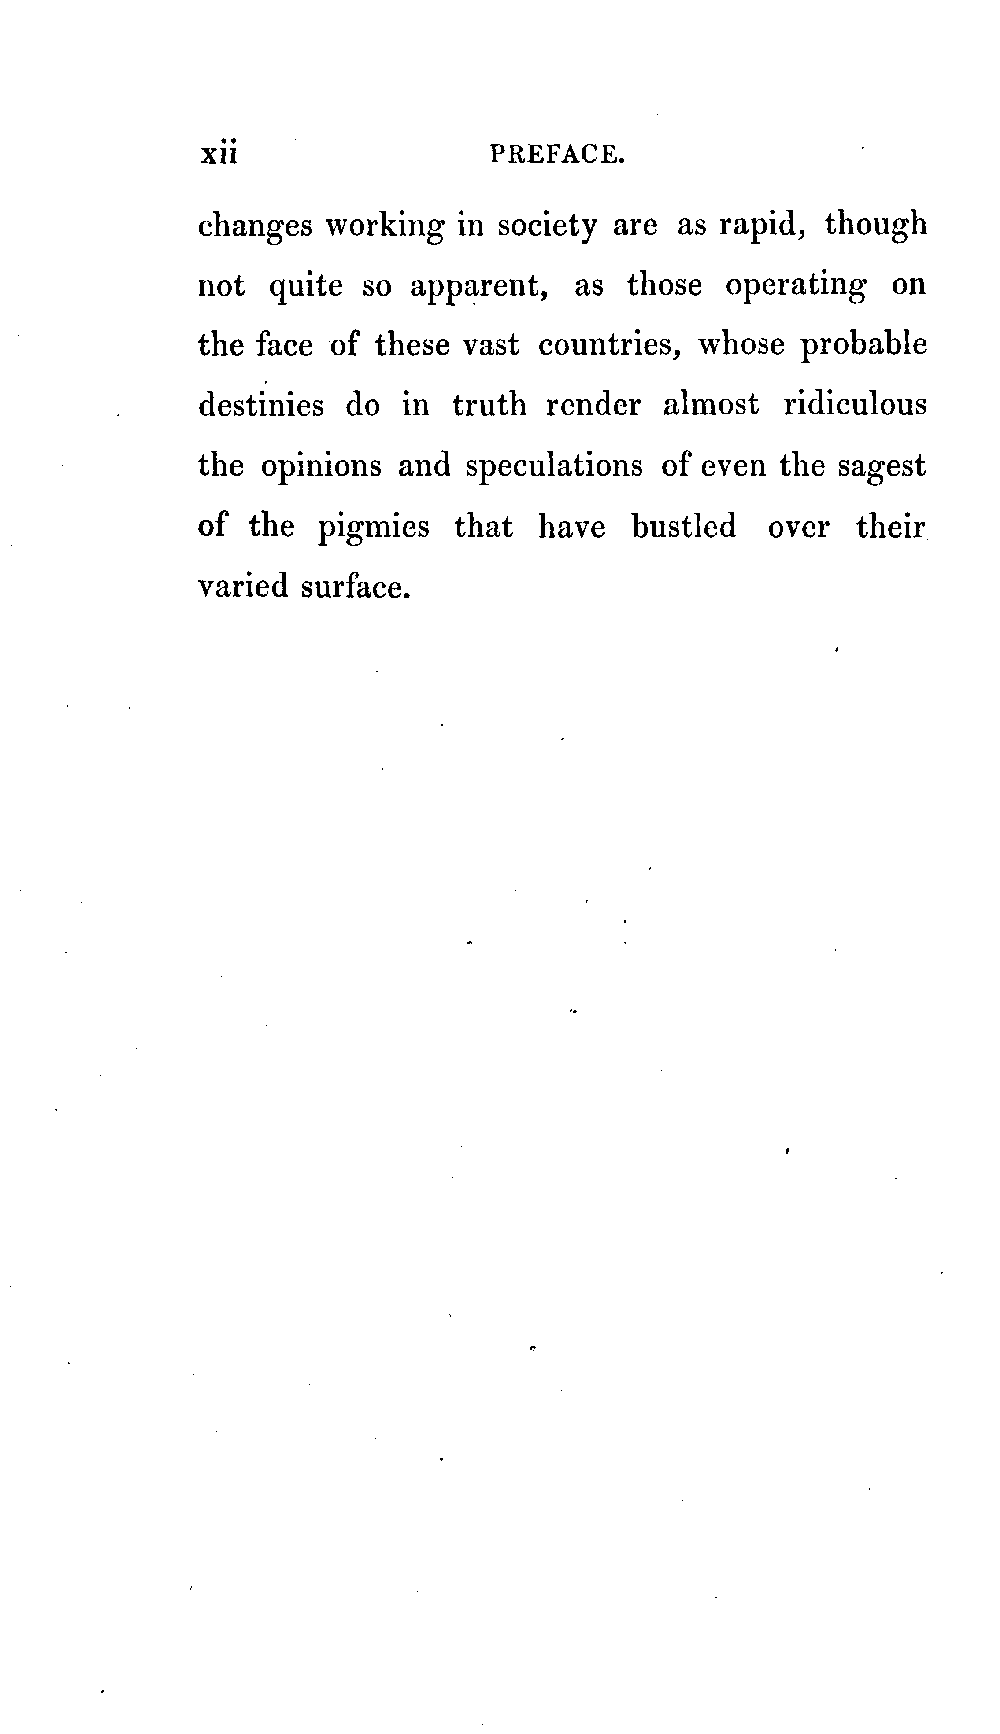 xii PREFACE.
changes working in society are as rapid, though
not quite so apparent, as those operating on
the face of these vast countries, whose probable
destinies do in truth render almost ridiculous
the opinions and speculations of even the sagest
of the pigmies that have bustled over their
varied surface.